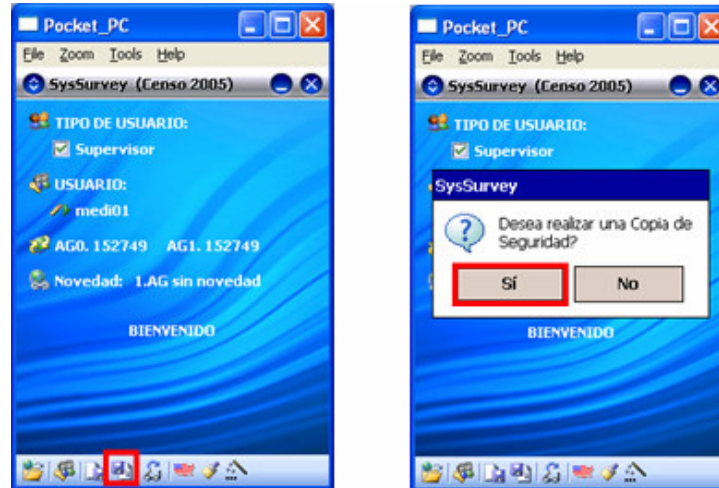 Pocket_PC
File Zoom Tools Help
SysSurvey (Censo 2005)
TIPO DE USUARIO:
Supervisor
USUARIO:
medi01
AG0. 152749 AG1. 152749
Novedad: 1.AG sin novedad
BIENVENIDO
Pocket_PC
File Zoom Tools Help
SysSurvey (Censo 2005)
TIPO DE USUARIO:
Supervisor
SysSurvey
Desea realizar una Copia de
Seguridad?
Sí No
BIENVENIDO